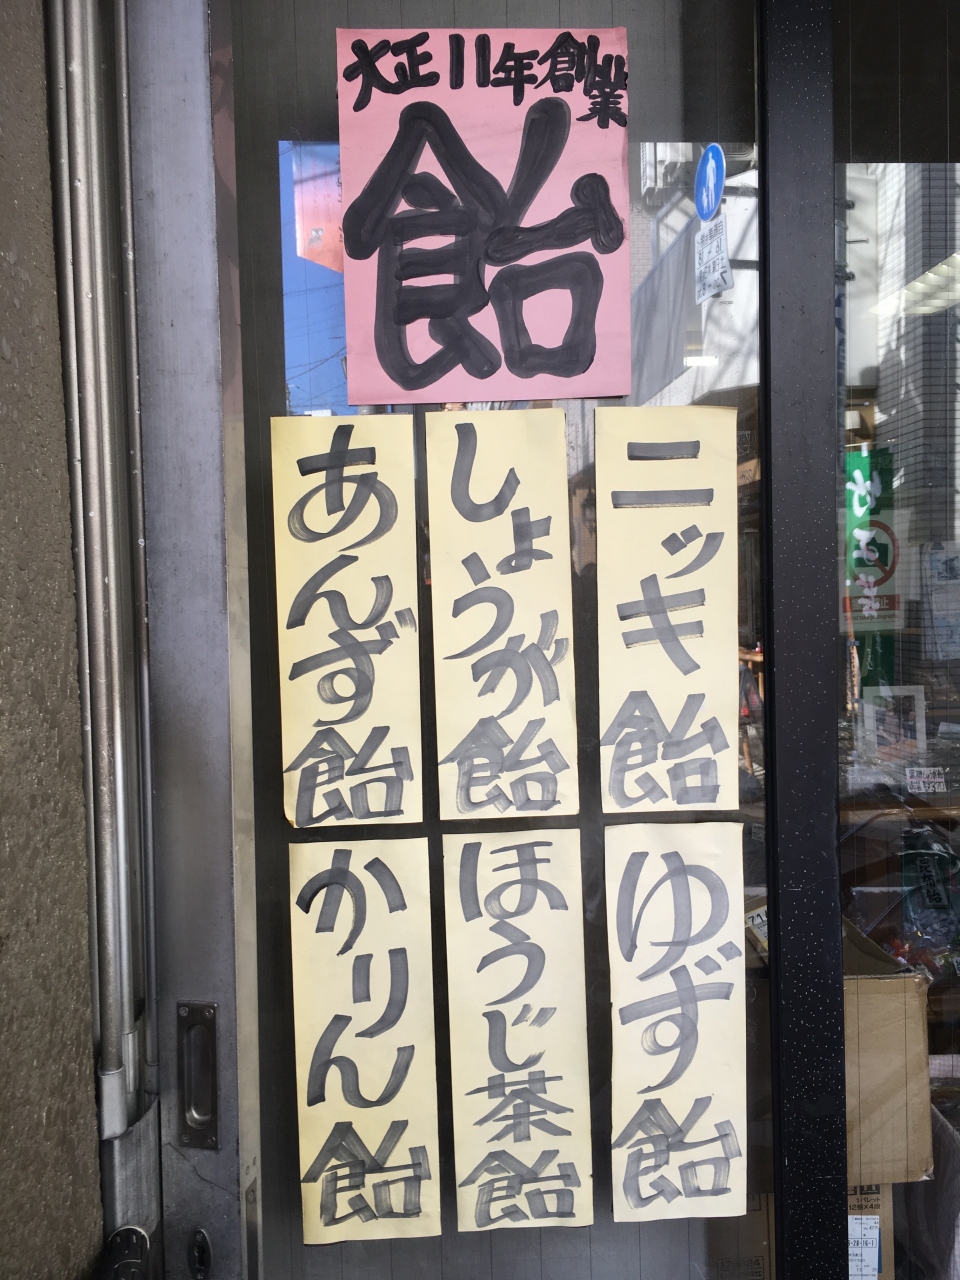 大正11年創業
飴
ニッキ飴
しょうが飴
あんず飴
ゆず飴
ほうじ茶飴
かりん飴